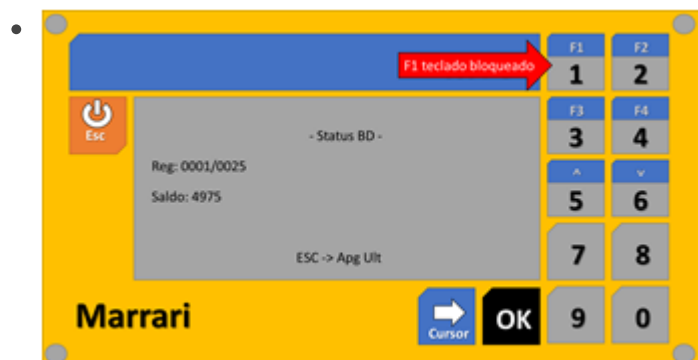 F1 teclado bloqueado
F1
1
F2
2
Esc
- Status BD -
Reg: 0001/0025
Saldo: 4975
ESC -> Apg Ult
F3
3
F4
4
^
5
v
6
7
8
Marrari
Cursor
OK
9
0